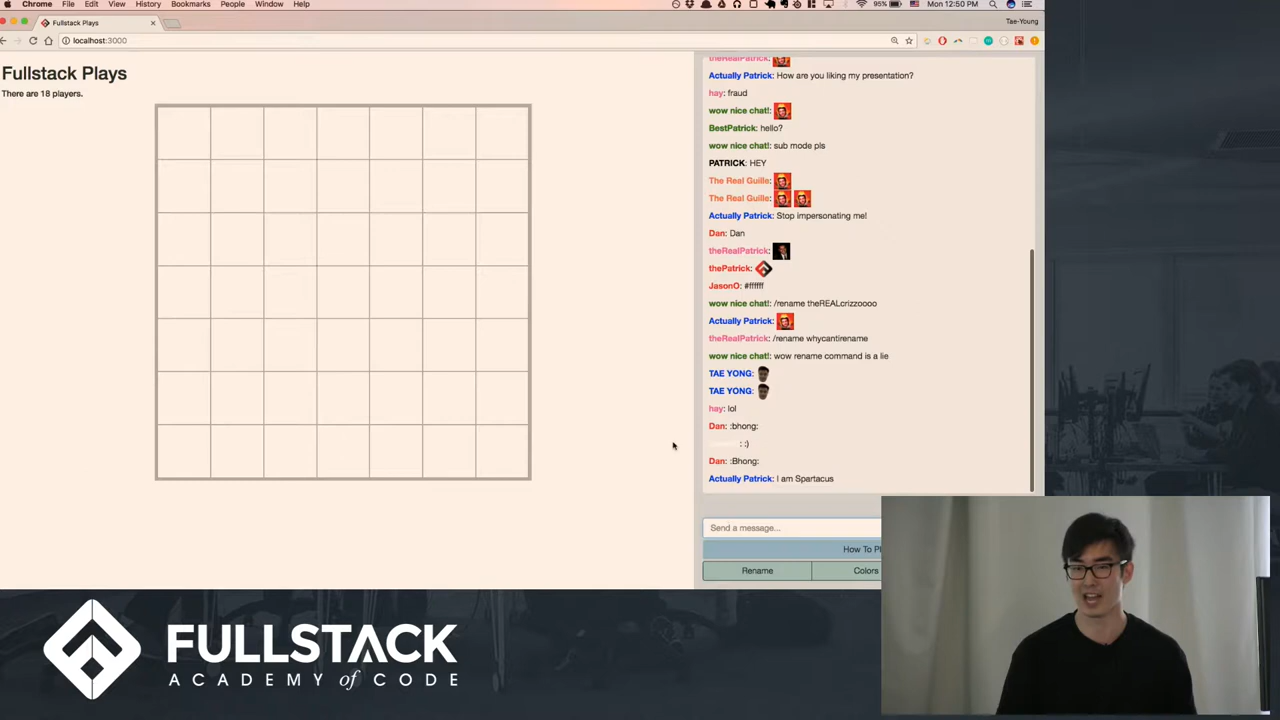 Chrome File Edit View History Bookmarks People Window Help 95% Mon 12:50 PM
Fullstack Plays Tae-Young
localhost:3000
Fullstack Plays
There are 18 players.
theRealPatrick:
Actually Patrick: How are you liking my presentation?
hay: fraud
wow nice chat!:
BestPatrick: hello?
wow nice chat!: sub mode pls
PATRICK: HEY
The Real Guille:
The Real Guille:
Actually Patrick: Stop impersonating me!
Dan: Dan
theRealPatrick:
thePatrick:
JasonO: #ffffff
wow nice chat!: /rename theREALcrizzoooo
Actually Patrick:
theRealPatrick: /rename whycantirename
wow nice chat!: wow rename command is a lie
TAE YONG:
TAE YONG:
hay: lol
Dan: :bhong:
: :)
Dan: :Bhong:
Actually Patrick: I am Spartacus
Send a message...
How To Pl
Rename Colors
FULLSTACK
ACADEMY of CODE